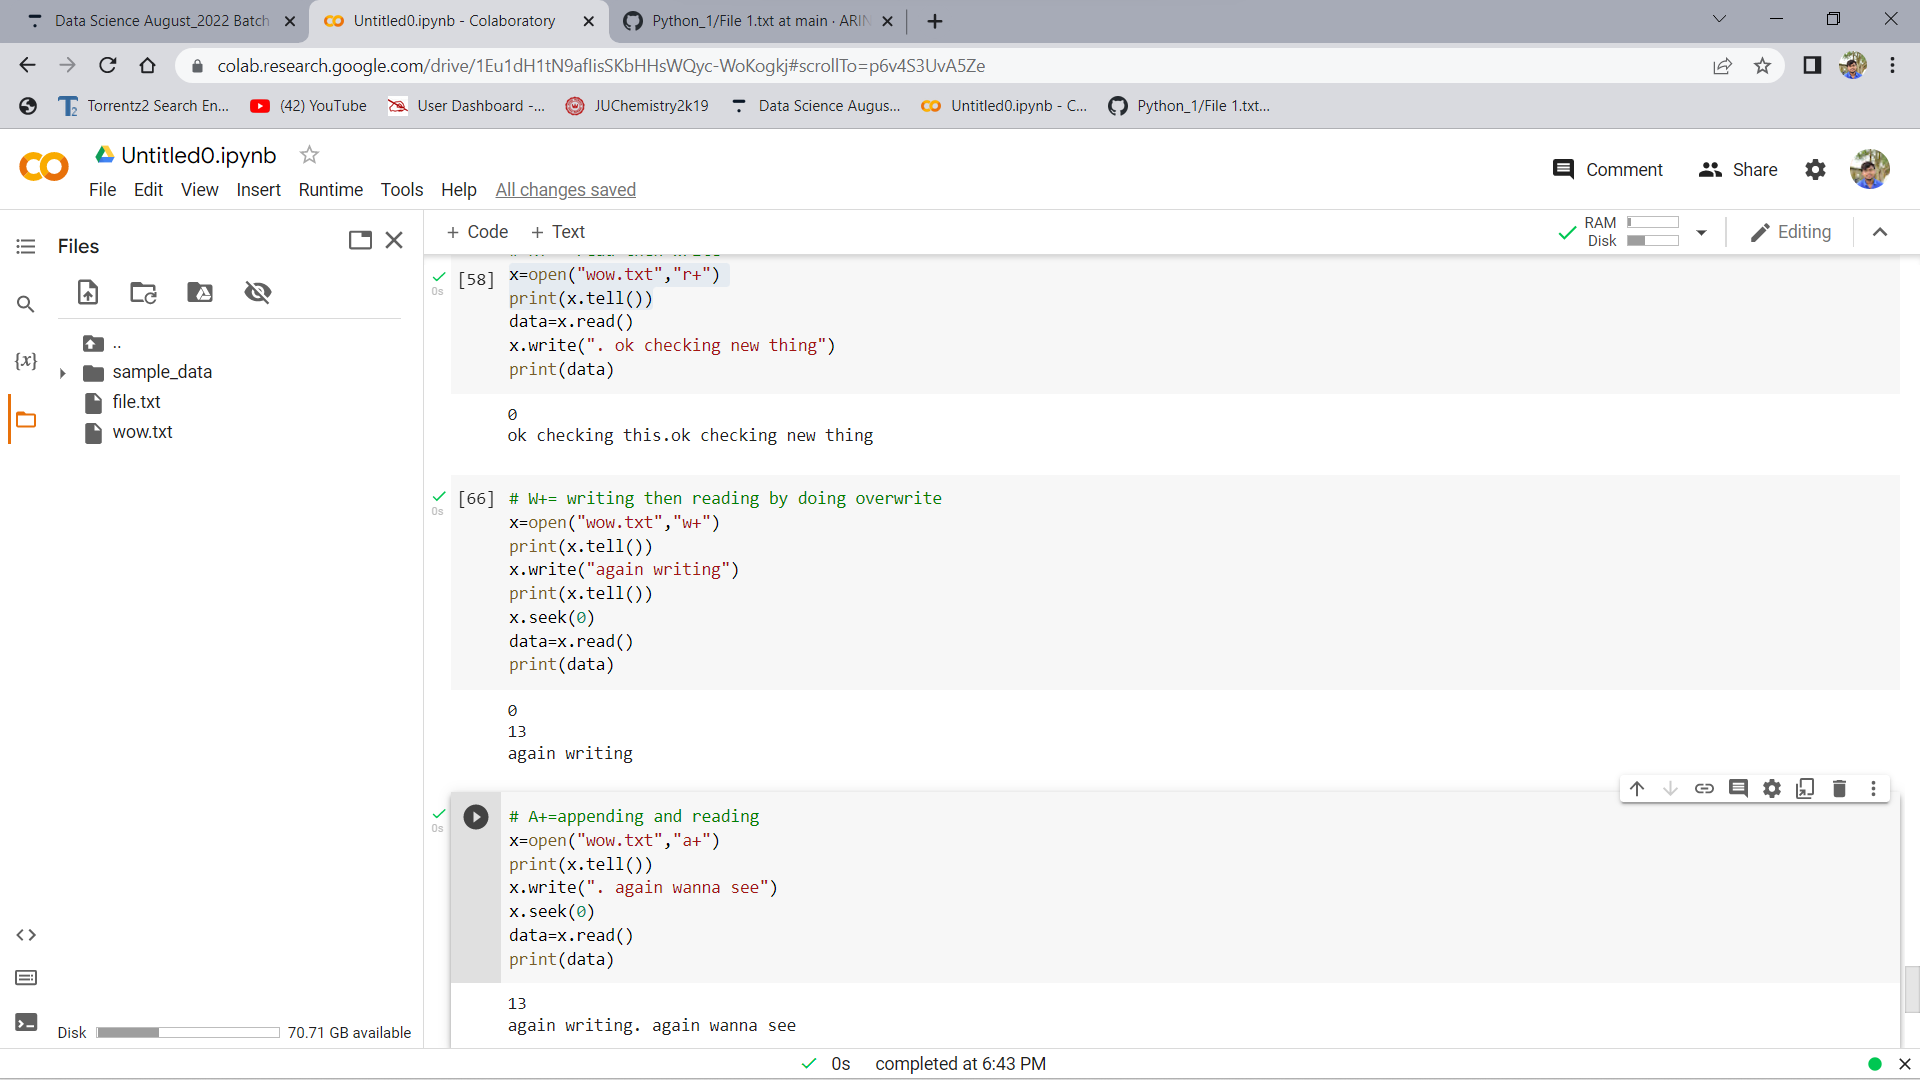 Data Science August_2022 Batch
Untitled0.ipynb - Colaboratory
Python_1/File 1.txt at main · ARIN
colab.research.google.com/drive/1Eu1dH1tN9afIisSKbHHsWQyc-WoKogkj#scrollTo=p6v4S3UvA5Ze
Torrentz2 Search En...
(42) YouTube
User Dashboard -...
JUChemistry2k19
Data Science Augus...
Untitled0.ipynb - C...
Python_1/File 1.txt...
Untitled0.ipynb
Comment
Share
File Edit View Insert Runtime Tools Help All changes saved
Files
+ Code + Text
RAM
Disk
Editing
..
sample_data
file.txt
wow.txt
Disk 70.71 GB available
0s
[58] x=open("wow.txt","r+")
print(x.tell())
data=x.read()
x.write(". ok checking new thing")
print(data)
0
ok checking this.ok checking new thing
0s
[66] # W+= writing then reading by doing overwrite
x=open("wow.txt","w+")
print(x.tell())
x.write("again writing")
print(x.tell())
x.seek(0)
data=x.read()
print(data)
0
13
again writing
0s
# A+=appending and reading
x=open("wow.txt","a+")
print(x.tell())
x.write(". again wanna see")
x.seek(0)
data=x.read()
print(data)
13
again writing. again wanna see
0s completed at 6:43 PM